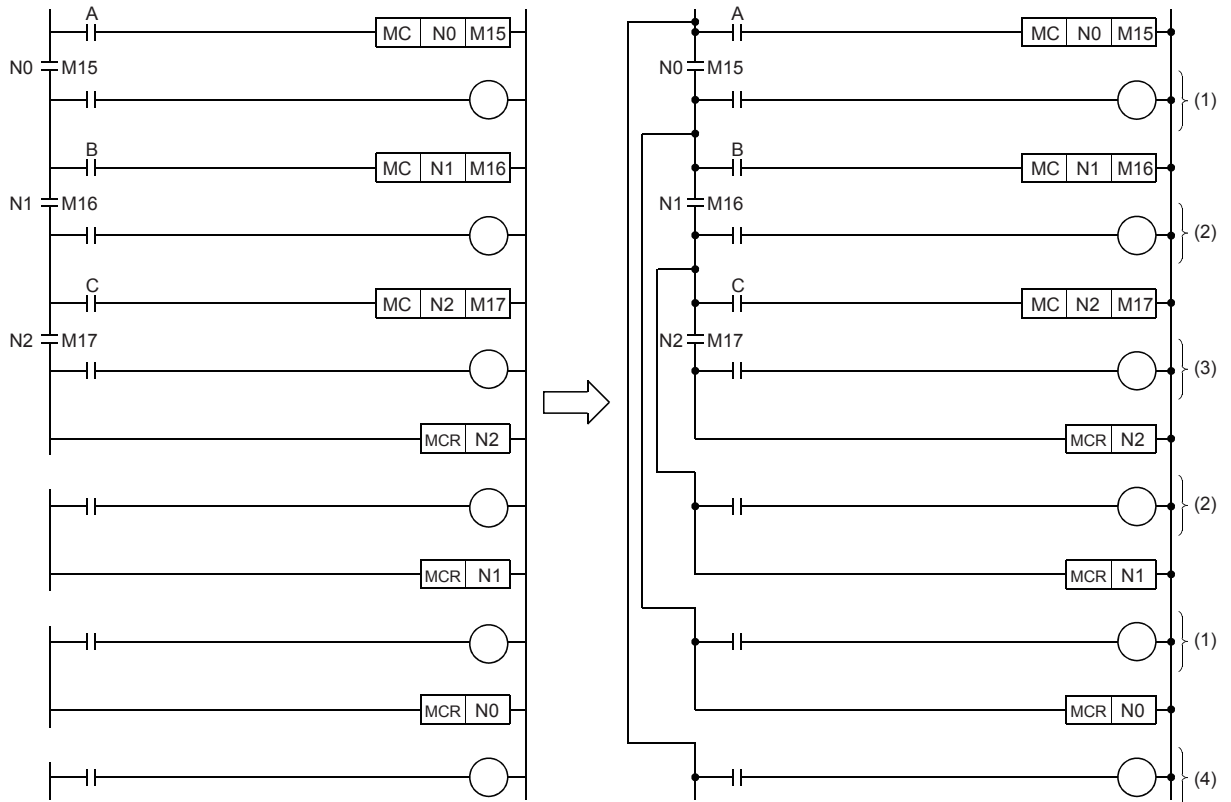 A
MC N0 M15
N0 M15
B
MC N1 M16
N1 M16
C
MC N2 M17
N2 M17
MCR N2
MCR N1
MCR N0
A
MC N0 M15
N0 M15
(1)
B
MC N1 M16
N1 M16
(2)
C
MC N2 M17
N2 M17
(3)
MCR N2
(2)
MCR N1
(1)
MCR N0
(4)